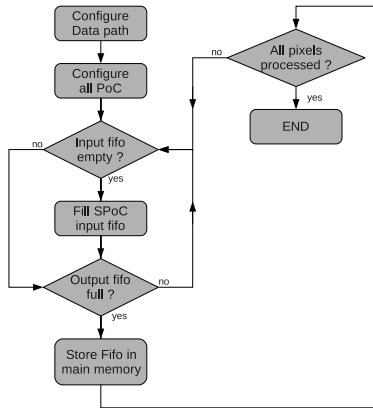 Configure
Data path
Configure
all PoC
no
Input fifo
empty ?
yes
Fill SPoC
input fifo
Output fifo
full ?
no
yes
Store Fifo in
main memory
no
All pixels
processed ?
yes
END